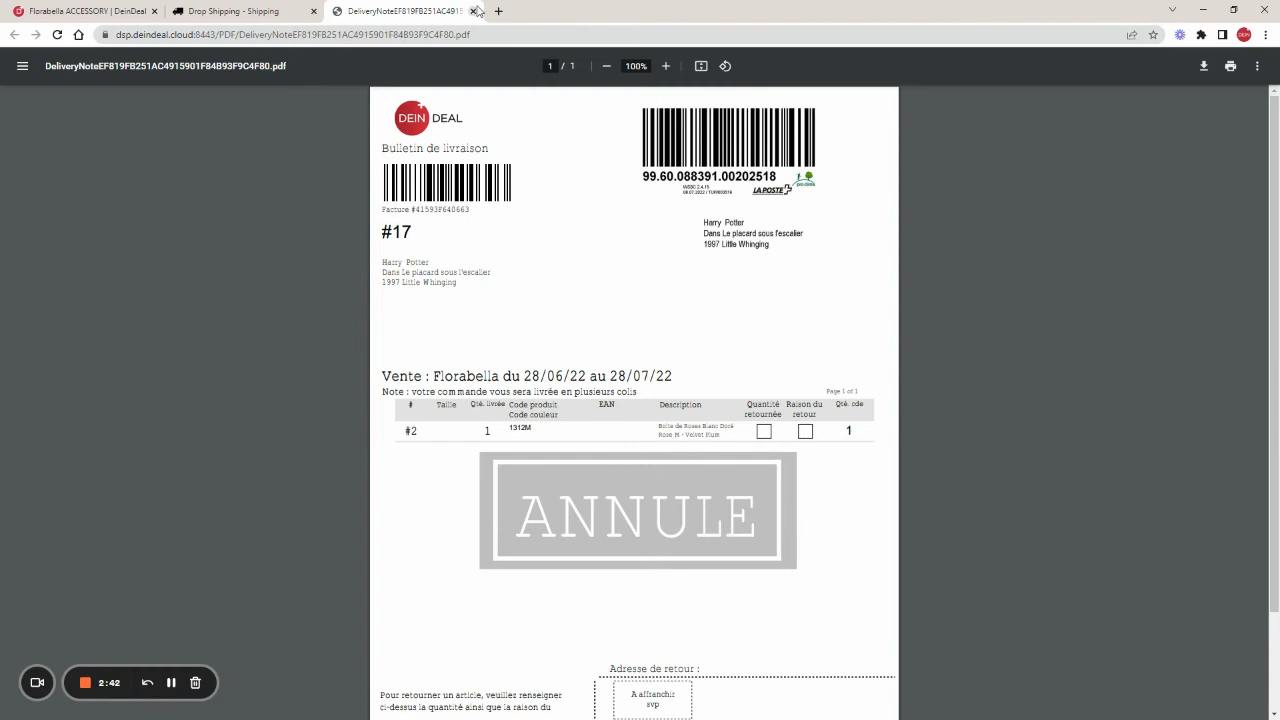 Florabella ACCESSORY | DeinDeal
Drop Shipping - Shipping
DeliveryNoteEF819FB251AC4915
dsp.deindeal.cloud:8443/PDF/DeliveryNoteEF819FB251AC4915901F84B93F9C4F80.pdf
DeliveryNoteEF819FB251AC4915901F84B93F9C4F80.pdf
1 / 1
100%
DEIN DEAL
Bulletin de livraison
99.60.088391.00202518
LA POSTE
Facture #41593F640663
#17
Harry Potter
Dans Le placard sous l'escalier
1997 Little Whinging
Harry Potter
Dans Le placard sous l'escalier
1997 Little Whinging
Vente : Florabella du 28/06/22 au 28/07/22
Note : votre commande vous sera livrée en plusieurs colis
Page 1 of 1
# Taille Qté. livrée Code produit Code couleur EAN Description Quantité retournée Raison du retour Qté. cde
#2 1 1312M Boîte de Roses Blanc Doré Rose M - Velvet Plum 1
ANNULE
Adresse de retour :
Pour retourner un article, veuillez renseigner
ci-dessus la quantité ainsi que la raison du
A affranchir
svp
2:42